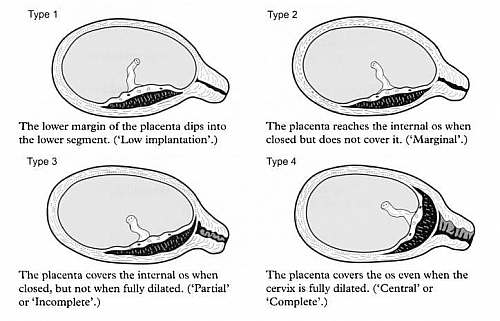 Type 1
The lower margin of the placenta dips into
the lower segment. (‘Low implantation’.)
Type 2
The placenta reaches the internal os when
closed but does not cover it. (‘Marginal’.)
Type 3
The placenta covers the internal os when
closed, but not when fully dilated. (‘Partial’
or ‘Incomplete’.)
Type 4
The placenta covers the os even when the
cervix is fully dilated. (‘Central’ or
‘Complete’.)